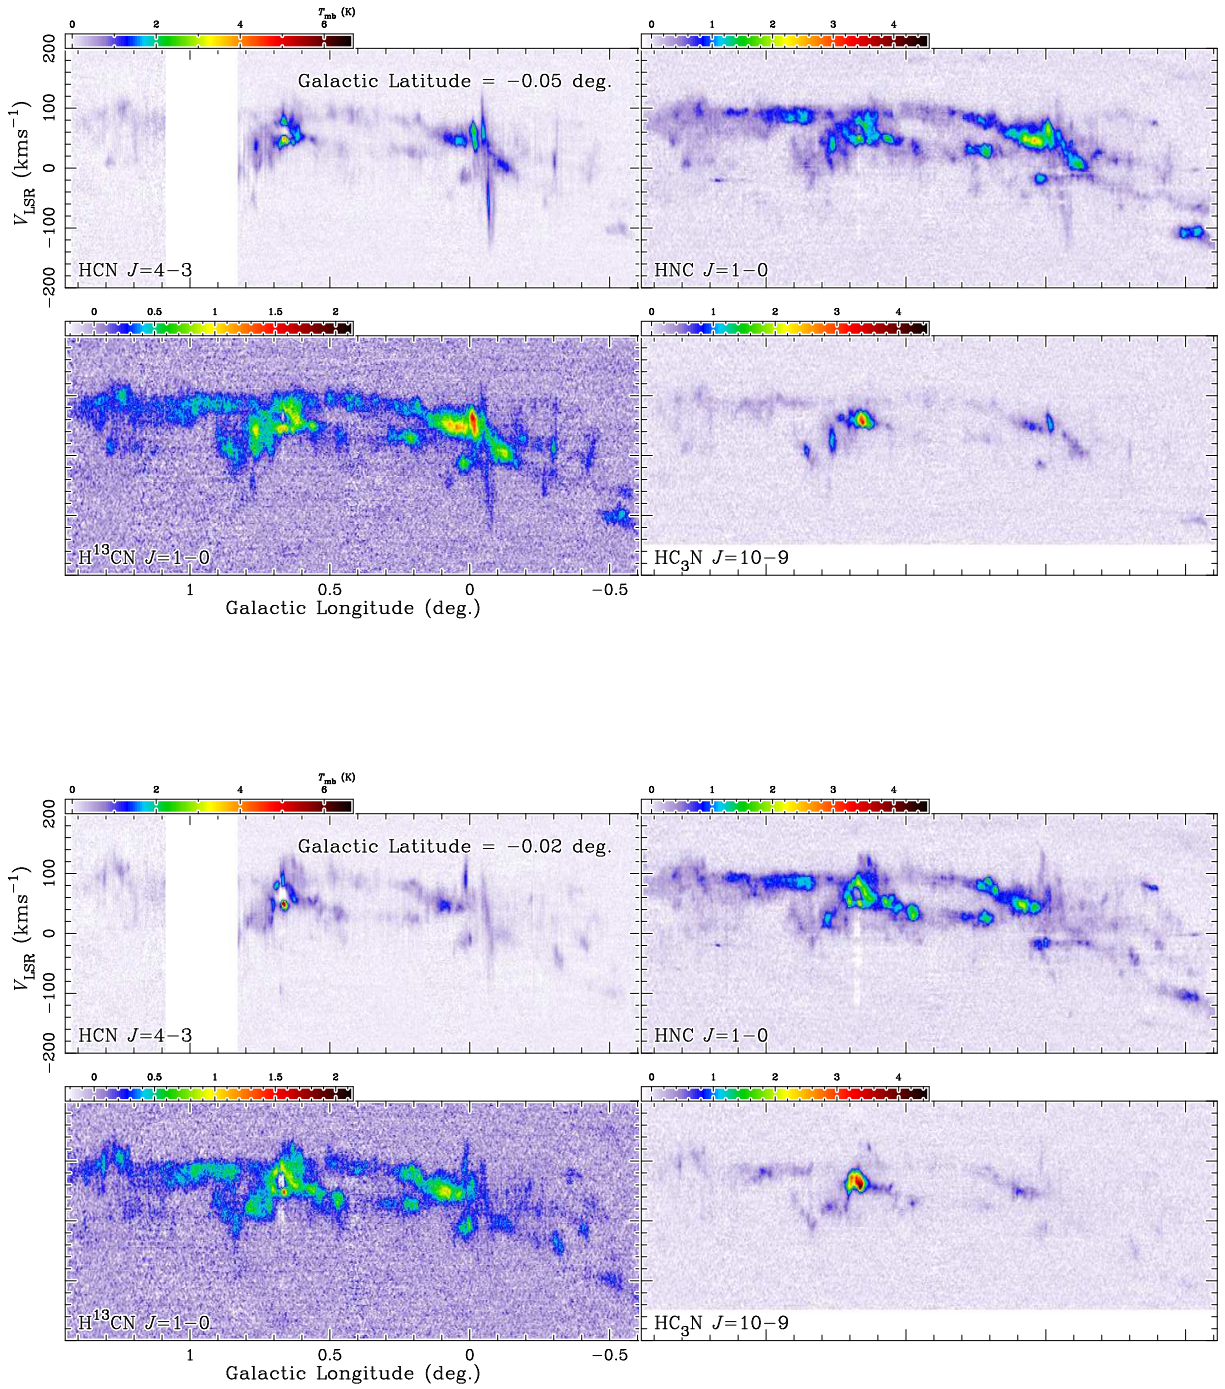 T_mb (K)
0 2 4 6
0 1 2 3 4
200
100
0
−100
−200
V_LSR (kms⁻¹)
Galactic Latitude = −0.05 deg.
HCN J=4−3
HNC J=1−0
0 0.5 1 1.5 2
0 1 2 3 4
H¹³CN J=1−0
HC₃N J=10−9
1 0.5 0 −0.5
Galactic Longitude (deg.)
T_mb (K)
0 2 4 6
0 1 2 3 4
200
100
0
−100
−200
V_LSR (kms⁻¹)
Galactic Latitude = −0.02 deg.
HCN J=4−3
HNC J=1−0
0 0.5 1 1.5 2
0 1 2 3 4
H¹³CN J=1−0
HC₃N J=10−9
1 0.5 0 −0.5
Galactic Longitude (deg.)